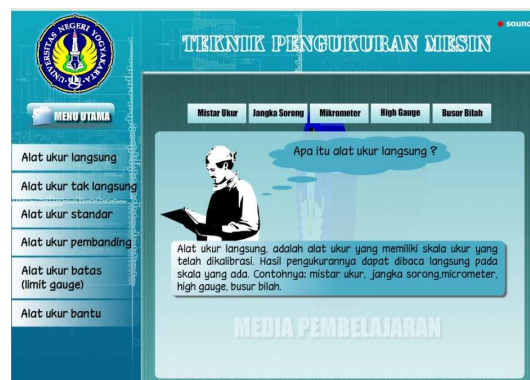 UNIVERSITAS NEGERI YOGYAKARTA
TEKNIK PENGUKURAN MESIN
sound
MENU UTAMA
Mistar Ukur
Jangka Sorong
Mikrometer
High Gauge
Busur Bilah
Alat ukur langsung
Alat ukur tak langsung
Alat ukur standar
Alat ukur pembanding
Alat ukur batas
(limit gauge)
Alat ukur bantu
Apa itu alat ukur langsung ?
Alat ukur langsung, adalah alat ukur yang memiliki skala ukur yang
telah dikalibrasi. Hasil pengukurannya dapat dibaca langsung pada
skala yang ada. Contohnya: mistar ukur, jangka sorong,micrometer,
high gauge, busur bilah.
MEDIA PEMBELAJARAN